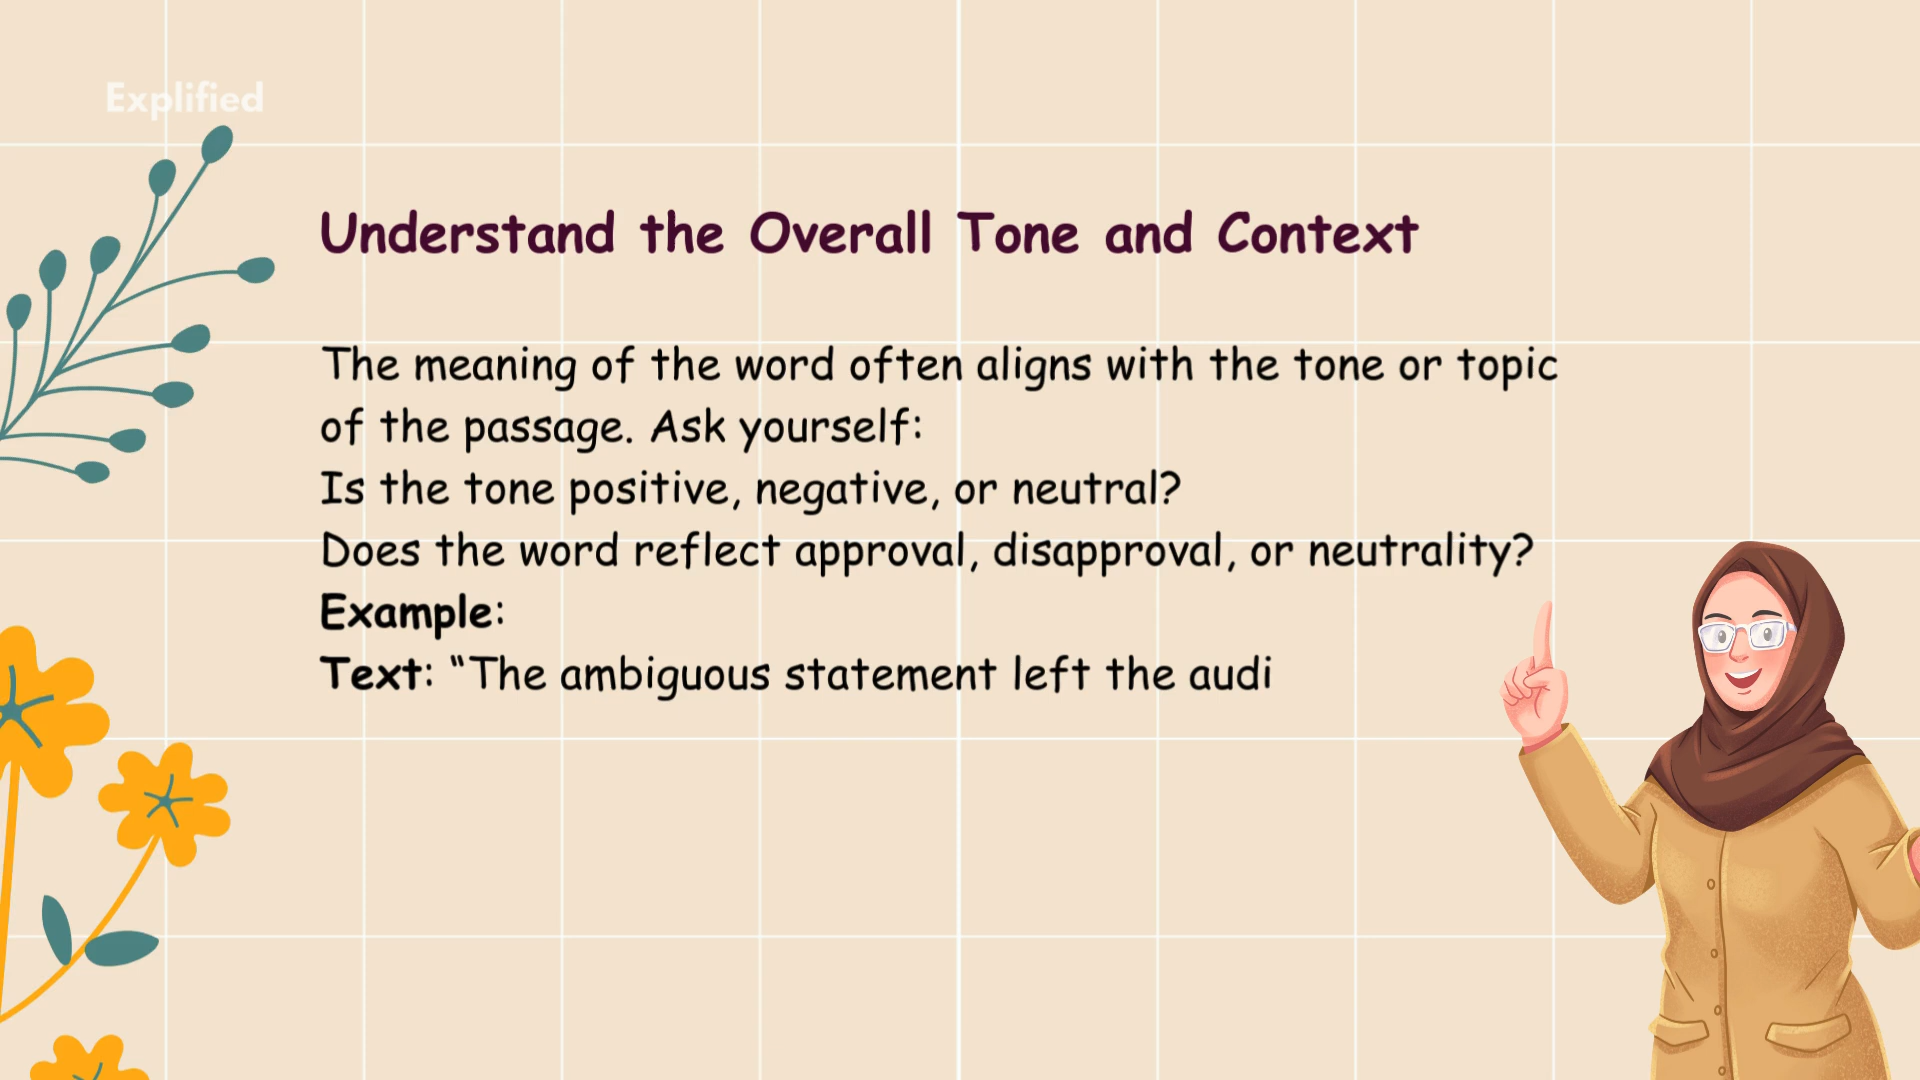 Explified
Understand the Overall Tone and Context
The meaning of the word often aligns with the tone or topic
of the passage. Ask yourself:
Is the tone positive, negative, or neutral?
Does the word reflect approval, disapproval, or neutrality?
Example:
Text: “The ambiguous statement left the audi